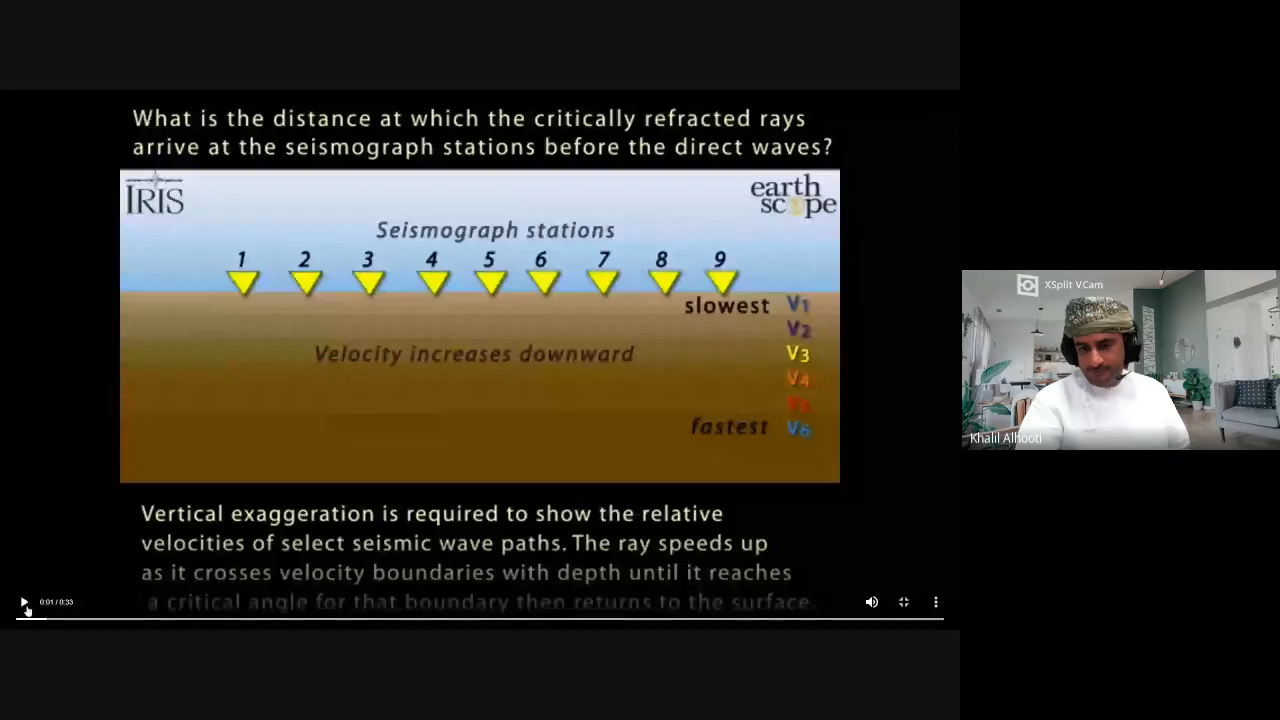 What is the distance at which the critically refracted rays
arrive at the seismograph stations before the direct waves?
IRIS
earth
scope
Seismograph stations
1 2 3 4 5 6 7 8 9
slowest V1
V2
Velocity increases downward V3
V4
V5
fastest V6
Vertical exaggeration is required to show the relative
velocities of select seismic wave paths. The ray speeds up
as it crosses velocity boundaries with depth until it reaches
a critical angle for that boundary then returns to the surface.
0:01 / 0:33
XSplit VCam
Khalil Alhooti